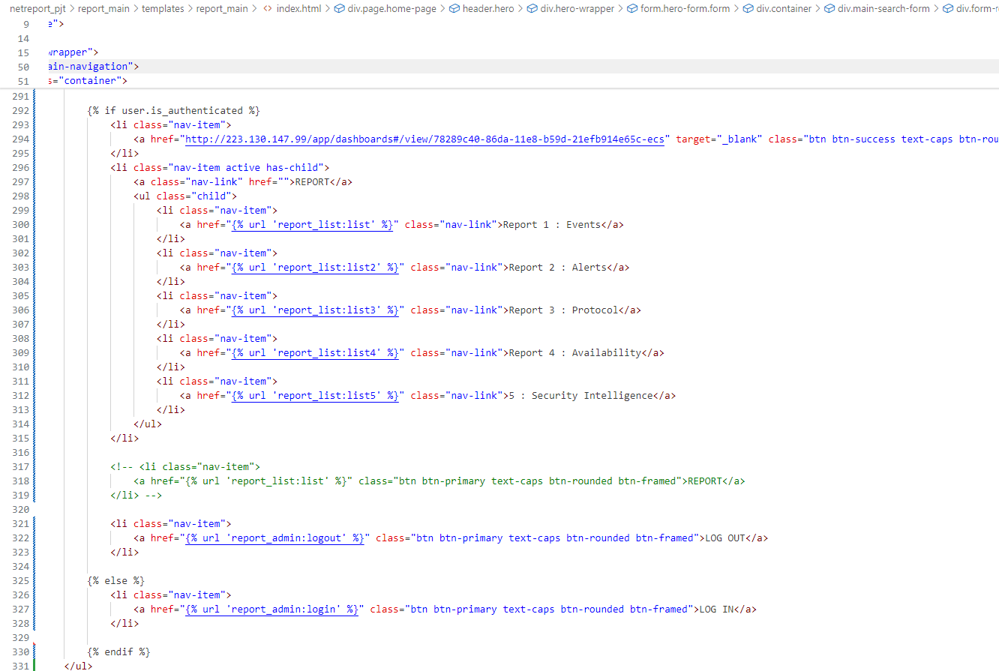 netreport_pjt > report_main > templates > report_main > <> index.html > div.page.home-page > header.hero > div.hero-wrapper > form.hero-form.form > div.container > div.main-search-form > div.form-r
9 e">
14
15 wrapper">
50 ain-navigation">
51 s="container">
291
292 {% if user.is_authenticated %}
293 <li class="nav-item">
294 <a href="http://223.130.147.99/app/dashboards#/view/78289c40-86da-11e8-b59d-21efb914e65c-ecs" target="_blank" class="btn btn-success text-caps btn-rou
295 </li>
296 <li class="nav-item active has-child">
297 <a class="nav-link" href="">REPORT</a>
298 <ul class="child">
299 <li class="nav-item">
300 <a href="{% url 'report_list:list' %}" class="nav-link">Report 1 : Events</a>
301 </li>
302 <li class="nav-item">
303 <a href="{% url 'report_list:list2' %}" class="nav-link">Report 2 : Alerts</a>
304 </li>
305 <li class="nav-item">
306 <a href="{% url 'report_list:list3' %}" class="nav-link">Report 3 : Protocol</a>
307 </li>
308 <li class="nav-item">
309 <a href="{% url 'report_list:list4' %}" class="nav-link">Report 4 : Availability</a>
310 </li>
311 <li class="nav-item">
312 <a href="{% url 'report_list:list5' %}" class="nav-link">5 : Security Intelligence</a>
313 </li>
314 </ul>
315 </li>
316
317 <!-- <li class="nav-item">
318 <a href="{% url 'report_list:list' %}" class="btn btn-primary text-caps btn-rounded btn-framed">REPORT</a>
319 </li> -->
320
321 <li class="nav-item">
322 <a href="{% url 'report_admin:logout' %}" class="btn btn-primary text-caps btn-rounded btn-framed">LOG OUT</a>
323 </li>
324
325 {% else %}
326 <li class="nav-item">
327 <a href="{% url 'report_admin:login' %}" class="btn btn-primary text-caps btn-rounded btn-framed">LOG IN</a>
328 </li>
329
330 {% endif %}
331 </ul>